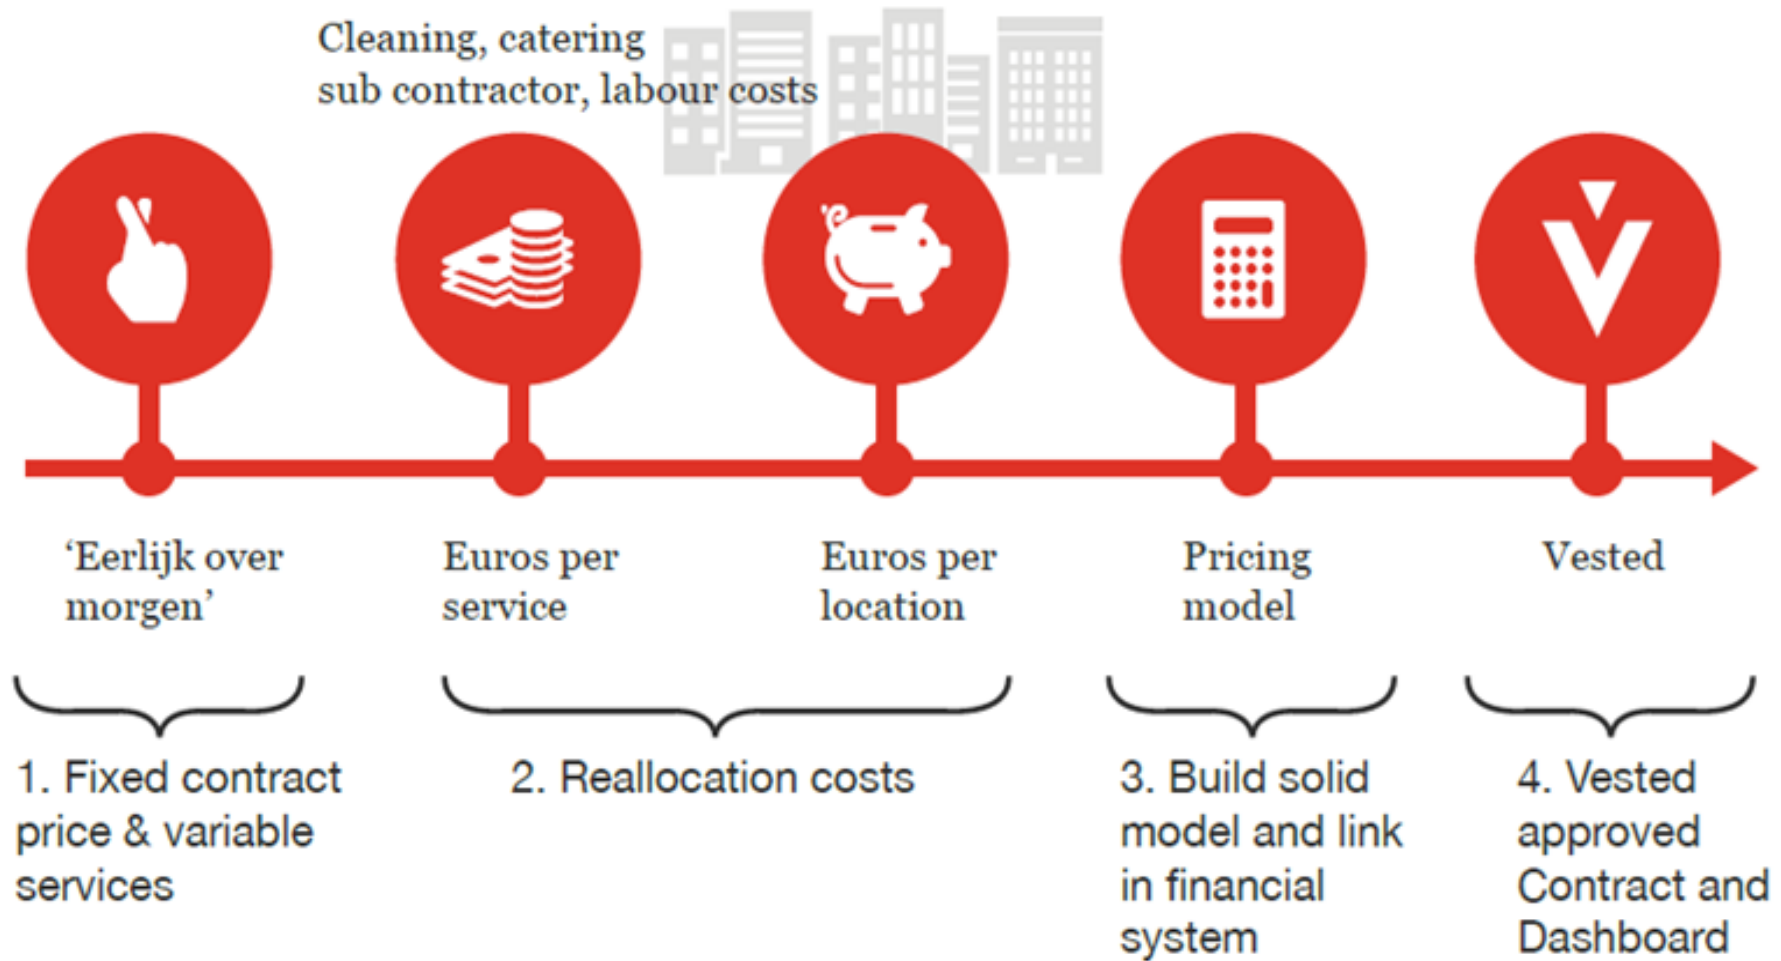 Cleaning, catering
sub contractor, labour costs
‘Eerlijk over
morgen’
Euros per
service
Euros per
location
Pricing
model
Vested
1. Fixed contract
price & variable
services
2. Reallocation costs
3. Build solid
model and link
in financial
system
4. Vested
approved
Contract and
Dashboard